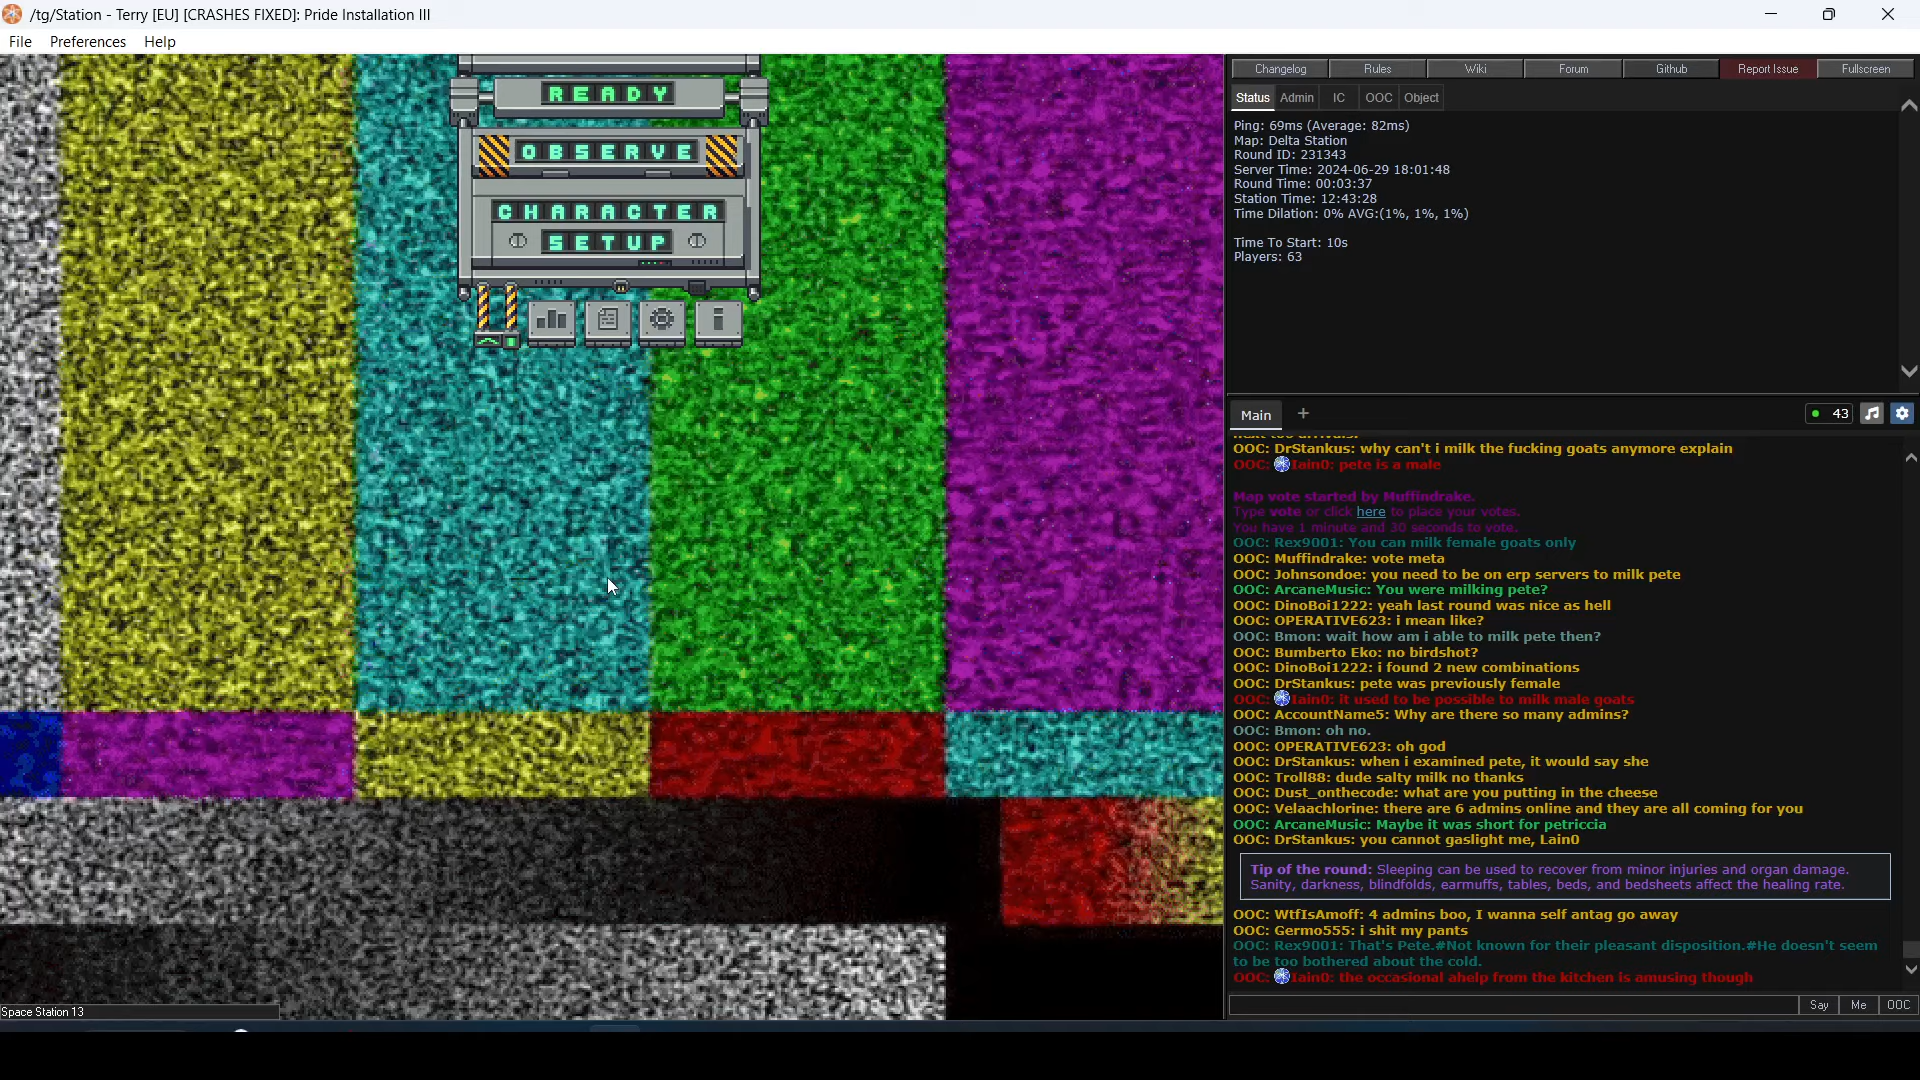 /tg/Station - Terry [EU] [CRASHES FIXED]: Pride Installation III
File Preferences Help
READY
OBSERVE
CHARACTER
SETUP
Space Station 13
Changelog Rules Wiki Forum Github Report Issue Fullscreen
Status Admin IC OOC Object
Ping: 69ms (Average: 82ms)
Map: Delta Station
Round ID: 231343
Server Time: 2024-06-29 18:01:48
Round Time: 00:03:37
Station Time: 12:43:28
Time Dilation: 0% AVG:(1%, 1%, 1%)
Time To Start: 10s
Players: 63
Main + 43
OOC: DrStankus: why can't i milk the fucking goats anymore explain
OOC: Iain0: pete is a male
Map vote started by Muffindrake.
Type vote or click here to place your votes.
You have 1 minute and 30 seconds to vote.
OOC: Rex9001: You can milk female goats only
OOC: Muffindrake: vote meta
OOC: Johnsondoe: you need to be on erp servers to milk pete
OOC: ArcaneMusic: You were milking pete?
OOC: DinoBoi1222: yeah last round was nice as hell
OOC: OPERATIVE623: i mean like?
OOC: Bmon: wait how am i able to milk pete then?
OOC: Bumberto Eko: no birdshot?
OOC: DinoBoi1222: i found 2 new combinations
OOC: DrStankus: pete was previously female
OOC: Iain0: it used to be possible to milk male goats
OOC: AccountName5: Why are there so many admins?
OOC: Bmon: oh no.
OOC: OPERATIVE623: oh god
OOC: DrStankus: when i examined pete, it would say she
OOC: Troll88: dude salty milk no thanks
OOC: Dust_onthecode: what are you putting in the cheese
OOC: Velaachlorine: there are 6 admins online and they are all coming for you
OOC: ArcaneMusic: Maybe it was short for petriccia
OOC: DrStankus: you cannot gaslight me, Lain0
Tip of the round: Sleeping can be used to recover from minor injuries and organ damage.
Sanity, darkness, blindfolds, earmuffs, tables, beds, and bedsheets affect the healing rate.
OOC: WtfIsAmoff: 4 admins boo, I wanna self antag go away
OOC: Germo555: i shit my pants
OOC: Rex9001: That's Pete.#Not known for their pleasant disposition.#He doesn't seem
to be too bothered about the cold.
OOC: Iain0: the occasional ahelp from the kitchen is amusing though
Say Me OOC